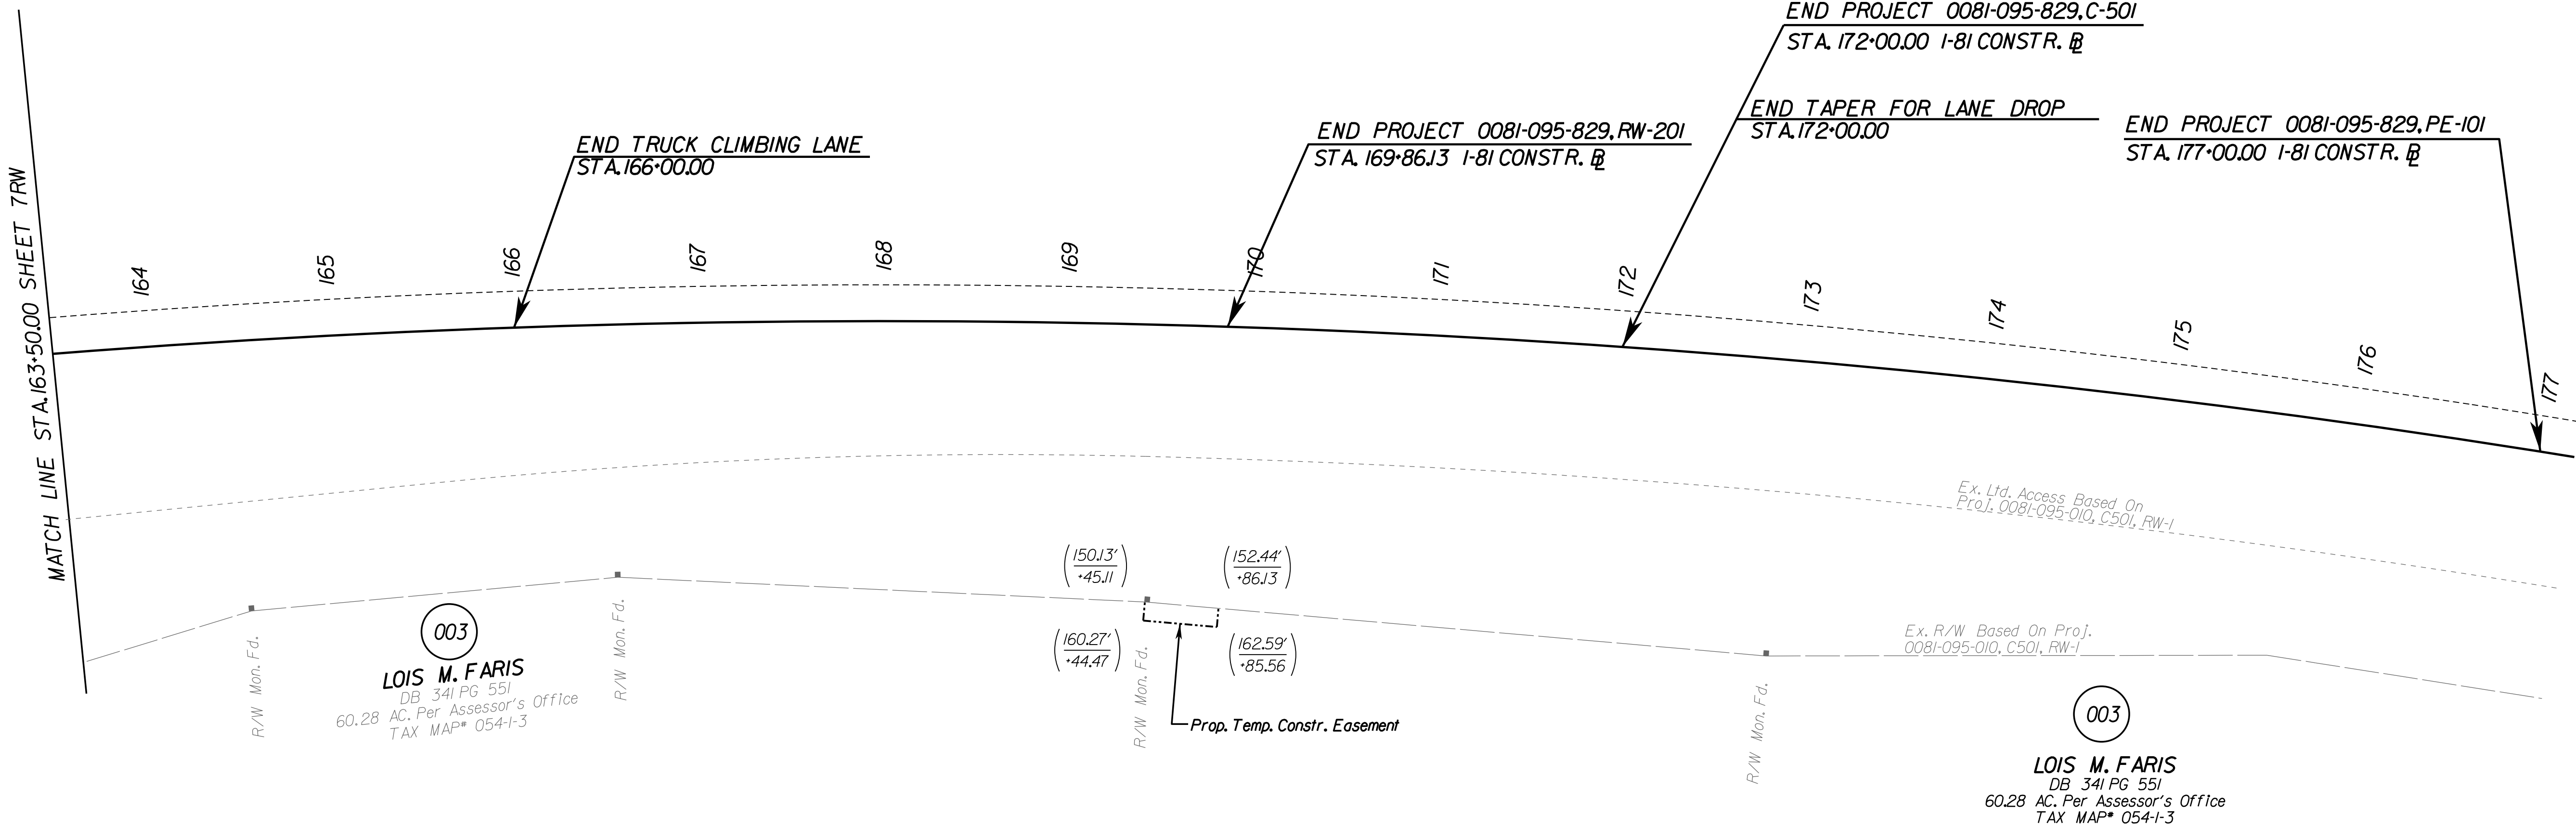 END PROJECT 0081-095-829, C-501
STA. 172+00.00 I-81 CONSTR. BL
END TAPER FOR LANE DROP
STA. 172+00.00
END PROJECT 0081-095-829, PE-101
STA. 177+00.00 I-81 CONSTR. BL
END PROJECT 0081-095-829, RW-201
STA. 169+86.13 I-81 CONSTR. BL
END TRUCK CLIMBING LANE
STA. 166+00.00
MATCH LINE STA. 163+50.00 SHEET 7RW
164
165
166
167
168
169
170
171
172
173
174
175
176
177
Ex. Ltd. Access Based On
Proj. 0081-095-010, C501, RW-1
(150.13'
+45.11)
(152.44'
+86.13)
(160.27'
+44.47)
(162.59'
+85.56)
Prop. Temp. Constr. Easement
R/W Mon. Fd.
R/W Mon. Fd.
R/W Mon. Fd.
R/W Mon. Fd.
003
LOIS M. FARIS
DB 341 PG 551
60.28 AC. Per Assessor's Office
TAX MAP# 054-1-3
Ex. R/W Based On Proj.
0081-095-010, C501, RW-1
003
LOIS M. FARIS
DB 341 PG 551
60.28 AC. Per Assessor's Office
TAX MAP# 054-1-3